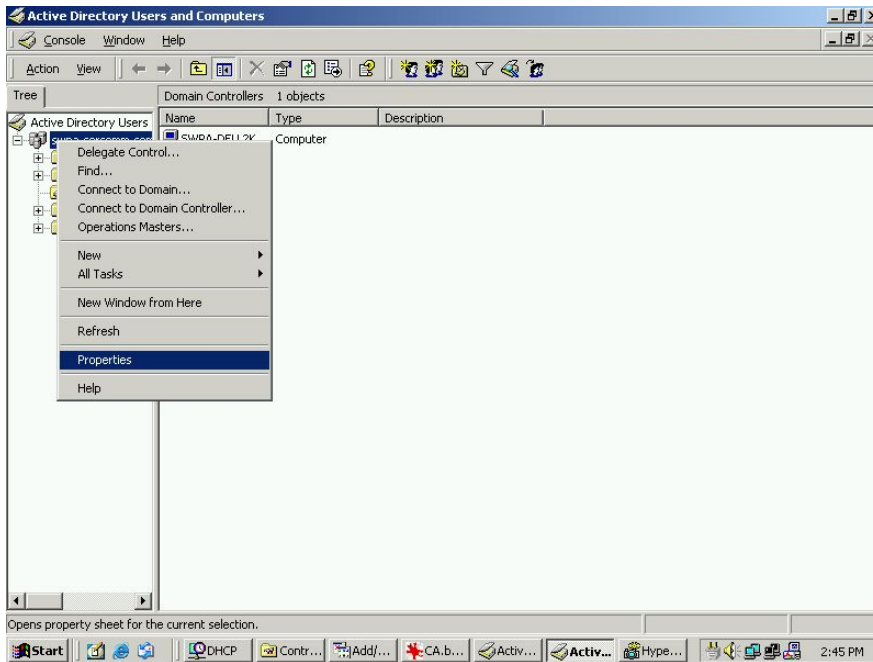 Active Directory Users and Computers
Console Window Help
Action View
Tree
Domain Controllers 1 objects
Active Directory Users
Name Type Description
SWPA-DELL2K Computer
Delegate Control...
Find...
Connect to Domain...
Connect to Domain Controller...
Operations Masters...
New
All Tasks
New Window from Here
Refresh
Properties
Help
Opens property sheet for the current selection.
Start DHCP Contr... Add/... CA.b... Activ... Activ... Hype... 2:45 PM